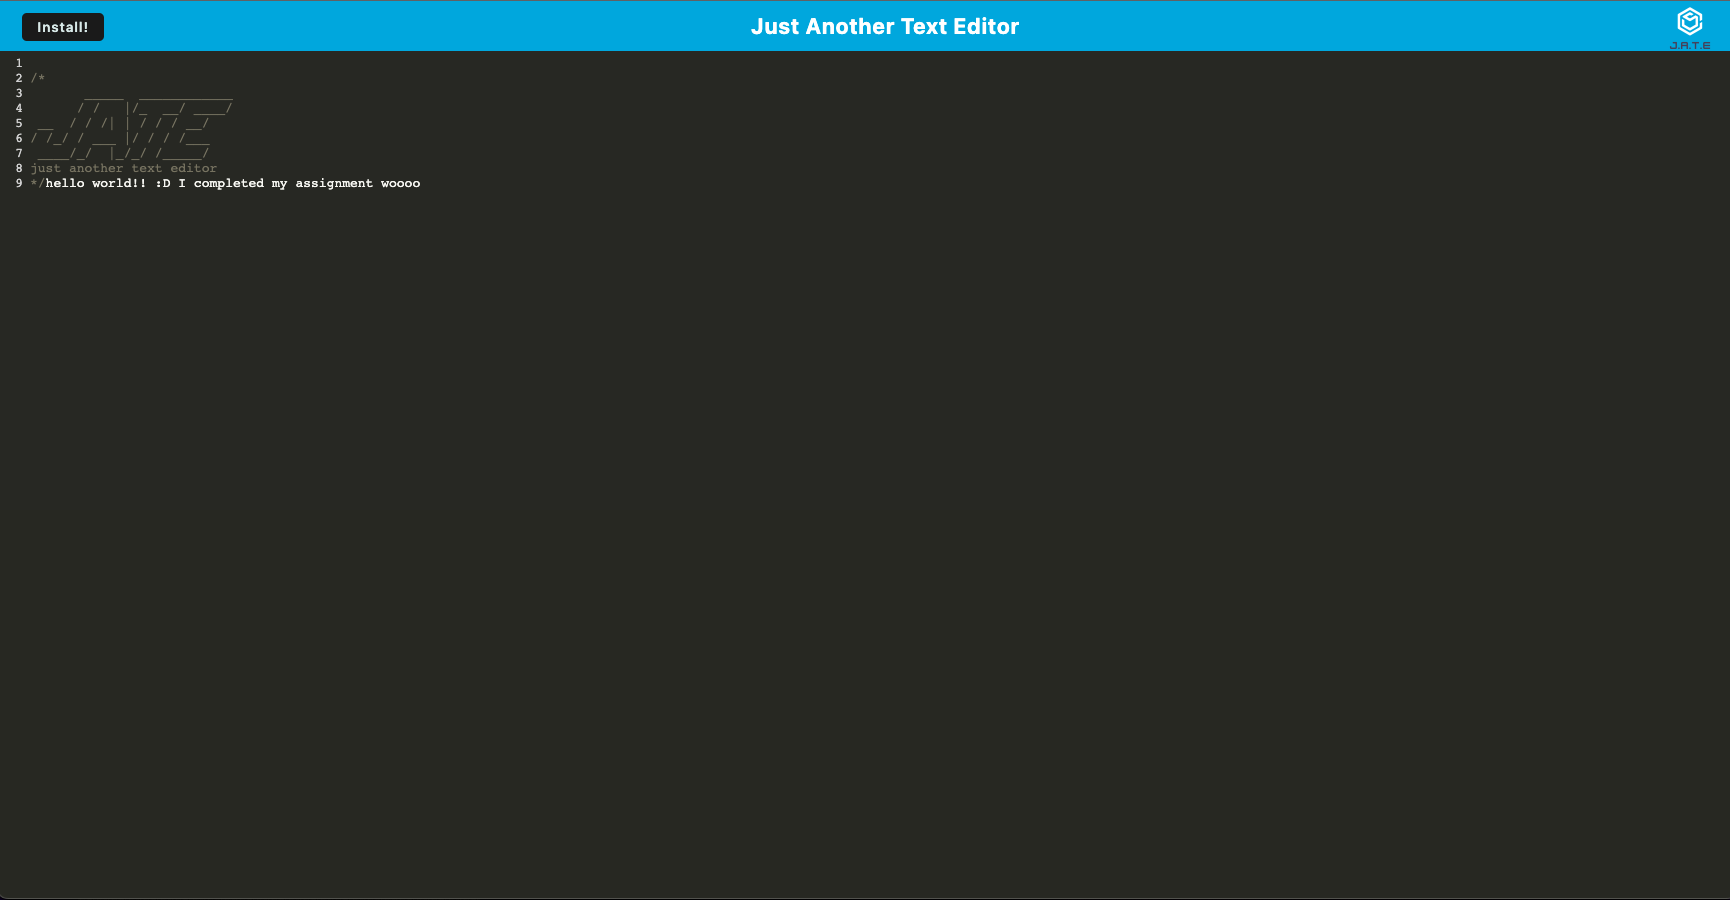 Install!
Just Another Text Editor
J.A.T.E
1
2 /*
3        _____  ____________
4       / /   |/_  __/ ____/
5  __  / / /| | / / / __/
6 / /_/ / ___ |/ / / /___
7  ____/_/  |_/_/ /_____/
8 just another text editor
9 */hello world!! :D I completed my assignment woooo